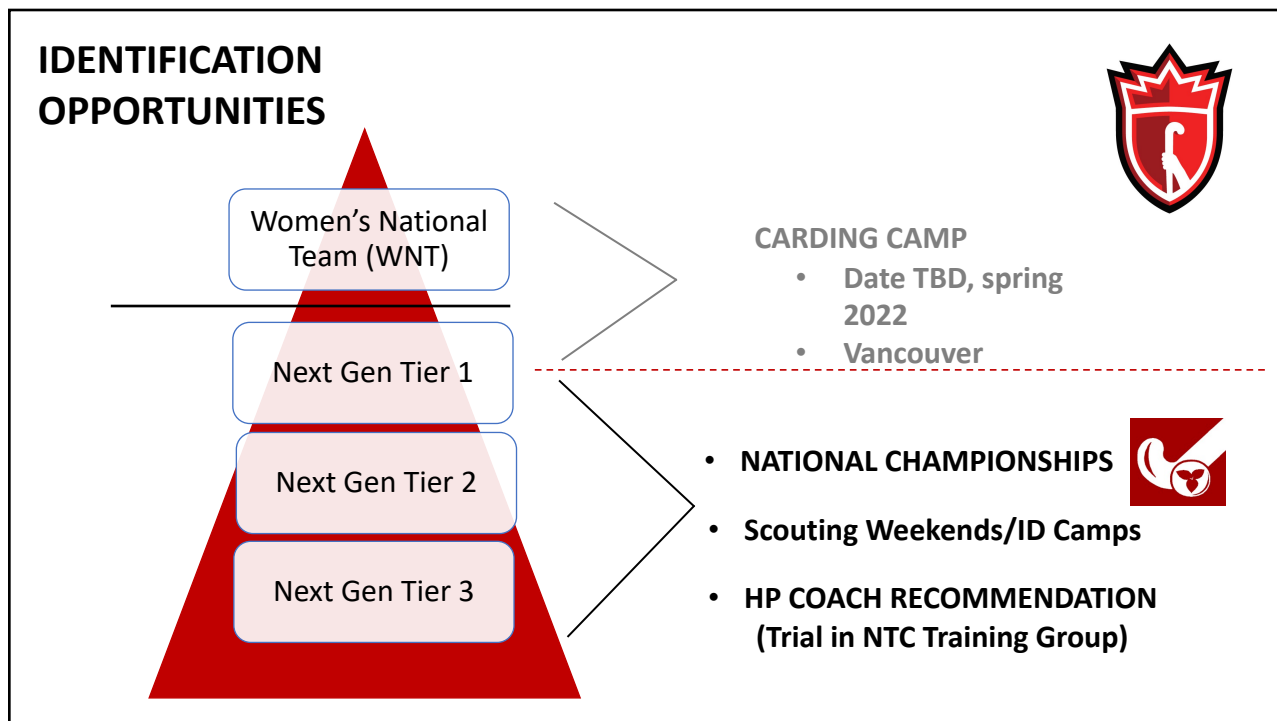 IDENTIFICATION
OPPORTUNITIES
Women’s National
Team (WNT)
Next Gen Tier 1
Next Gen Tier 2
Next Gen Tier 3
CARDING CAMP
• Date TBD, spring
2022
• Vancouver
• NATIONAL CHAMPIONSHIPS
• Scouting Weekends/ID Camps
• HP COACH RECOMMENDATION
(Trial in NTC Training Group)